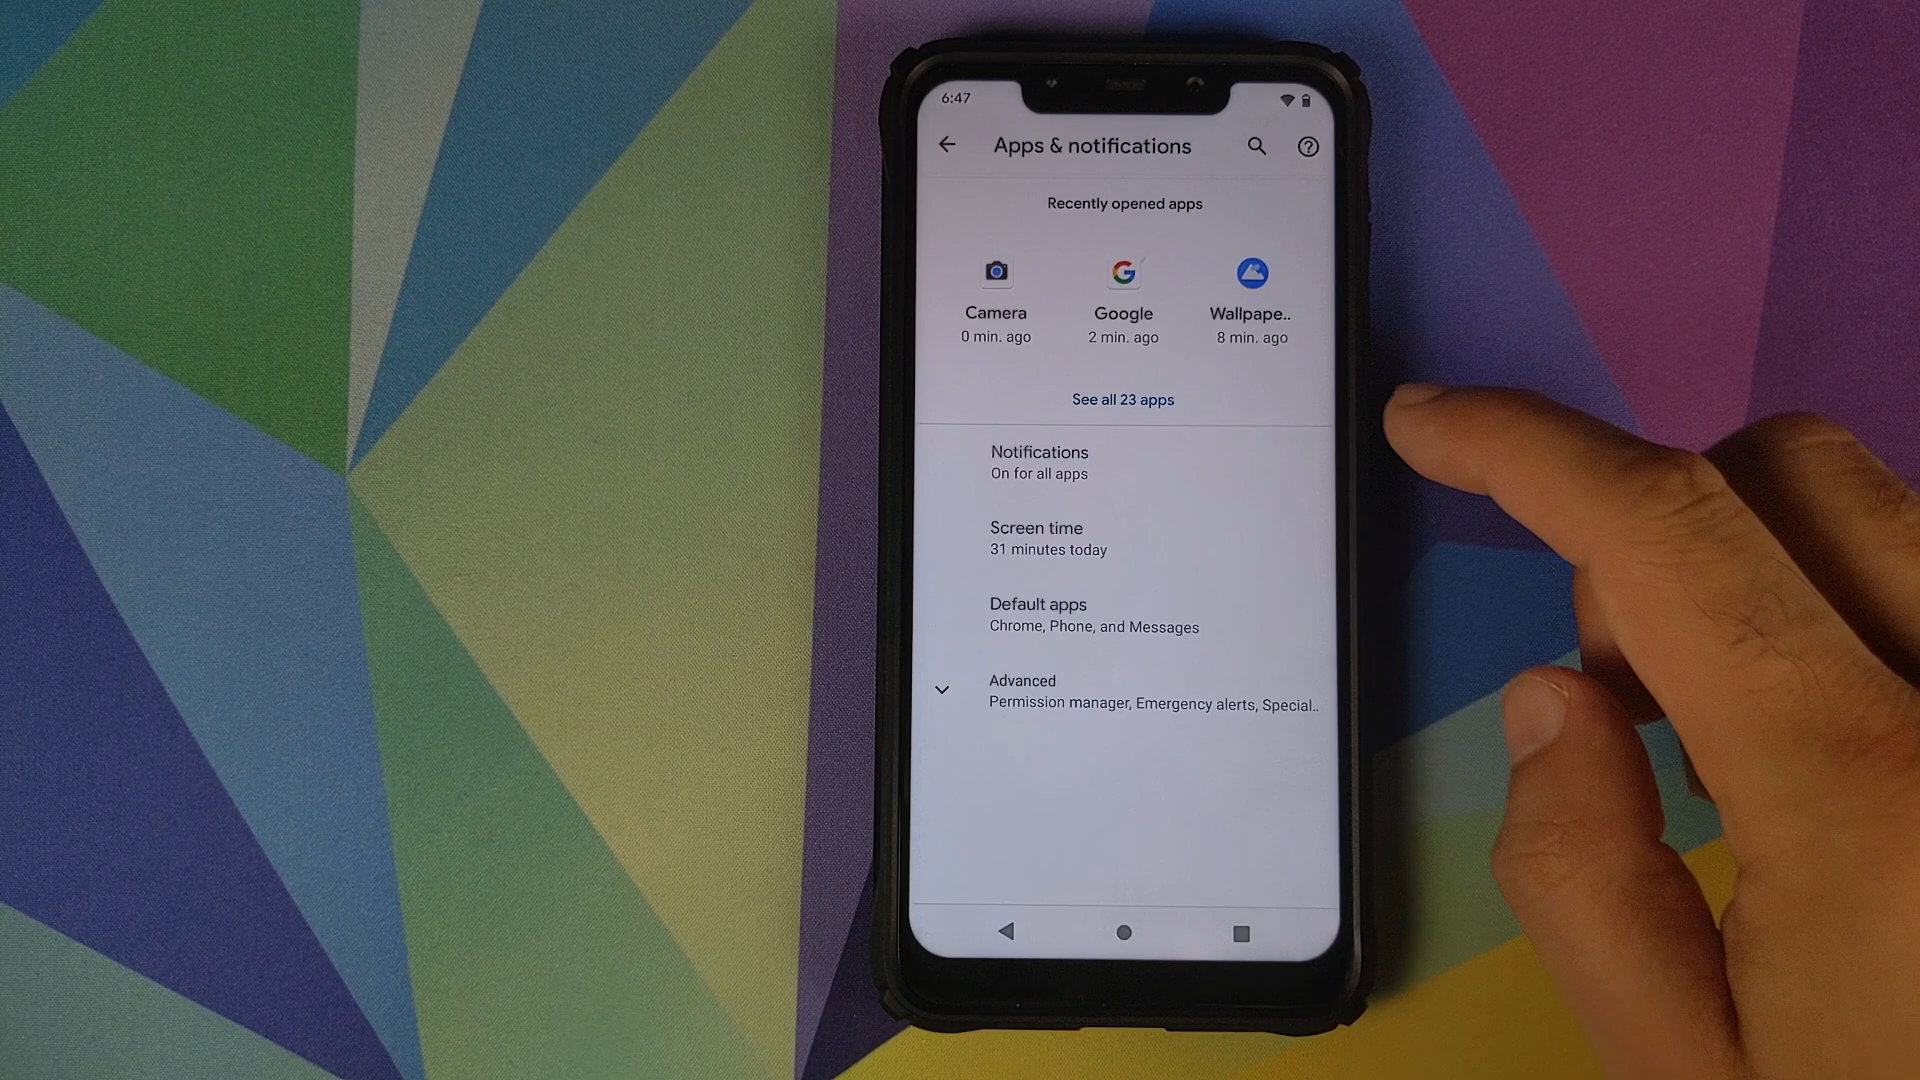 6:47
Apps & notifications
Recently opened apps
Camera
0 min. ago
Google
2 min. ago
Wallpape..
8 min. ago
See all 23 apps
Notifications
On for all apps
Screen time
31 minutes today
Default apps
Chrome, Phone, and Messages
Advanced
Permission manager, Emergency alerts, Special..